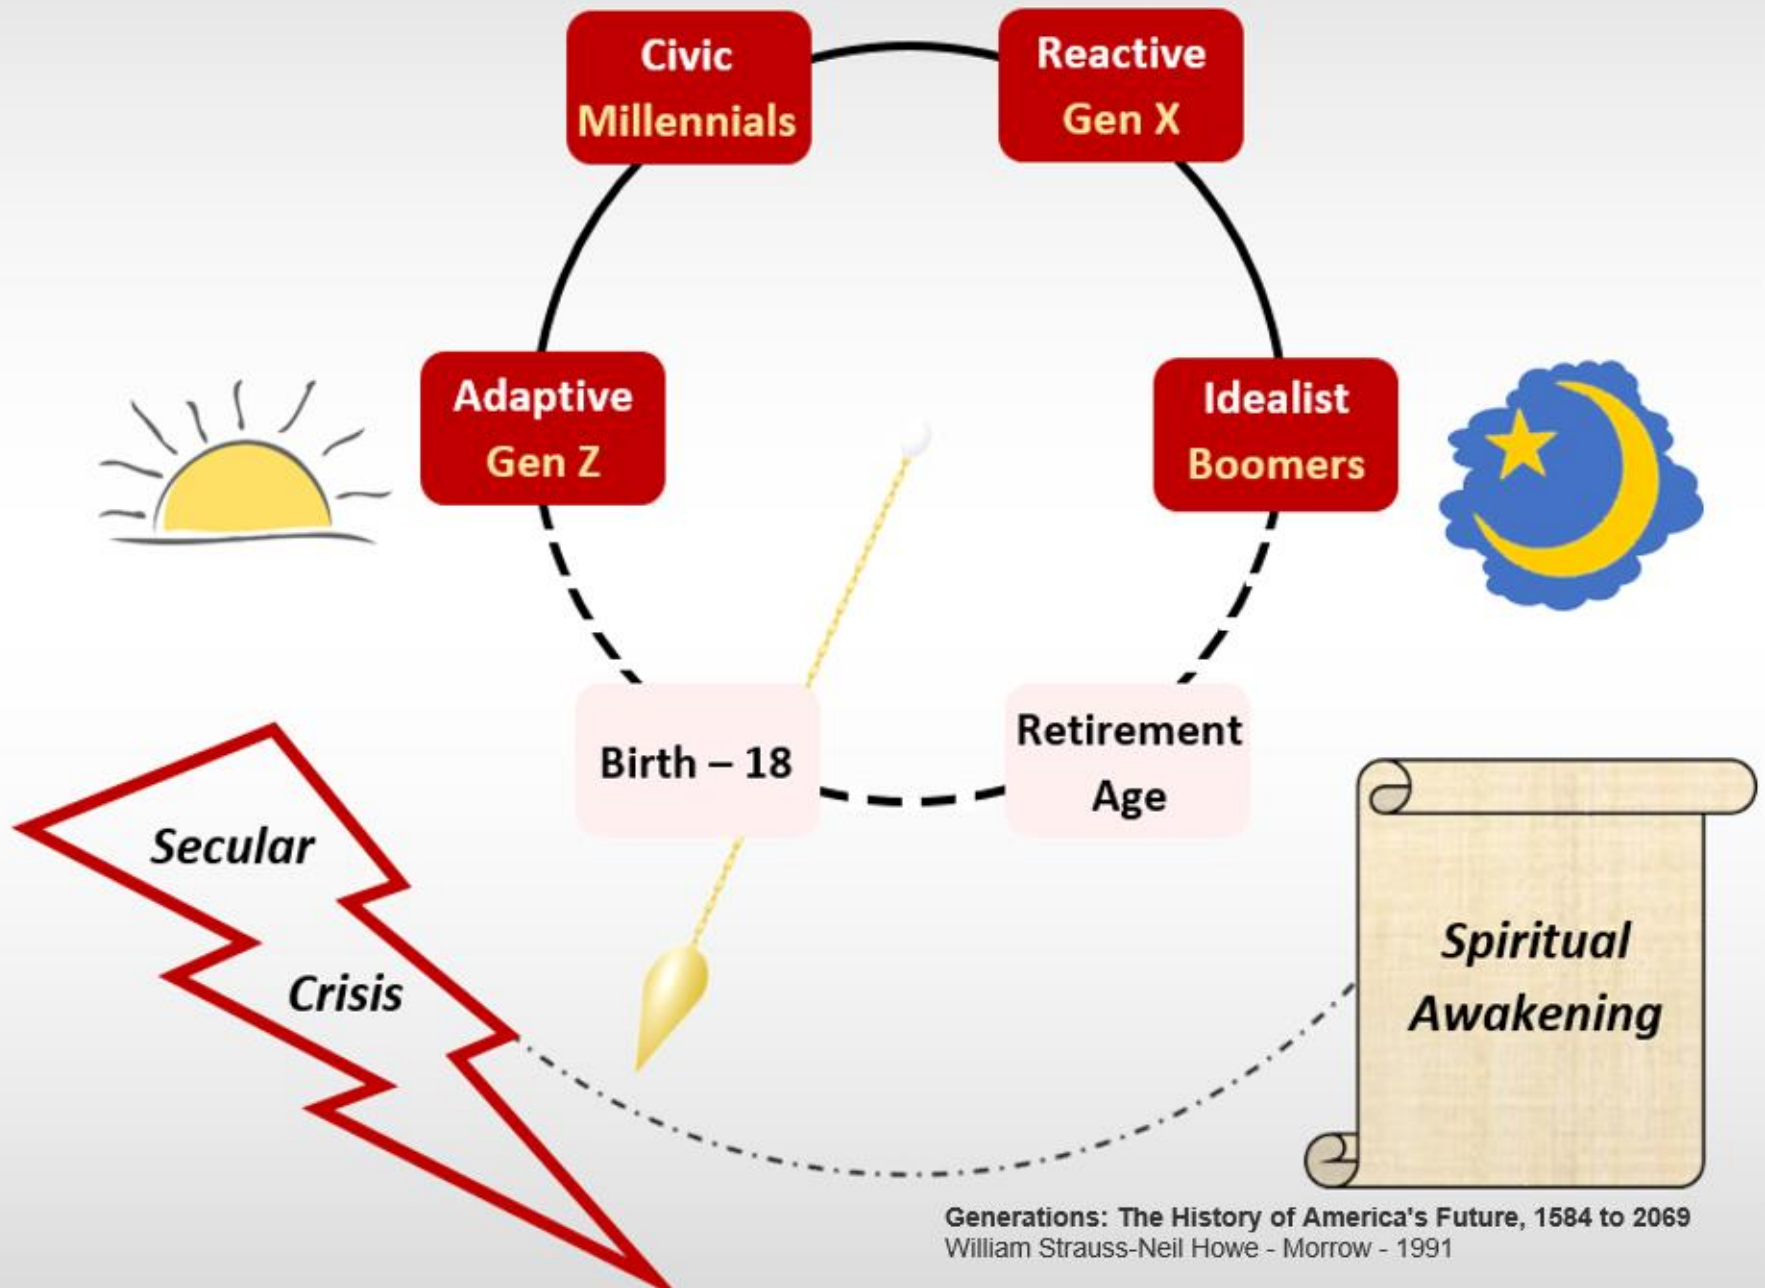 Civic
Millennials
Reactive
Gen X
Adaptive
Gen Z
Idealist
Boomers
Birth – 18
Retirement
Age
Secular
Crisis
Spiritual
Awakening
Generations: The History of America's Future, 1584 to 2069
William Strauss-Neil Howe - Morrow - 1991